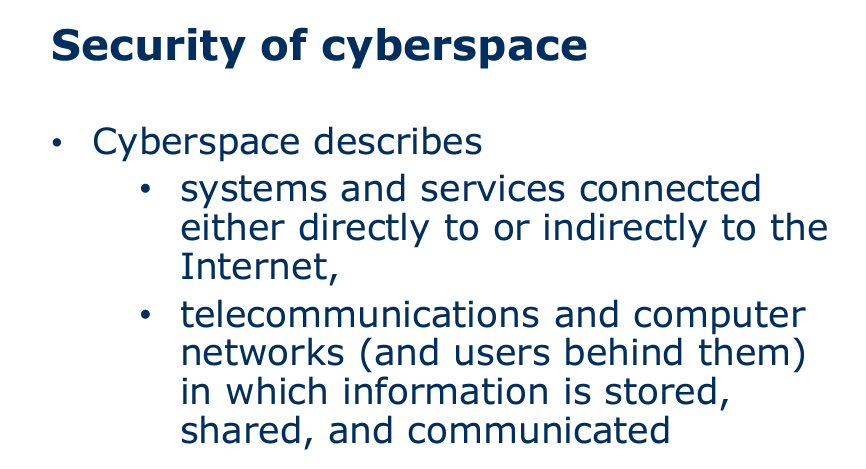 Security of cyberspace
• Cyberspace describes
• systems and services connected
either directly to or indirectly to the
Internet,
• telecommunications and computer
networks (and users behind them)
in which information is stored,
shared, and communicated